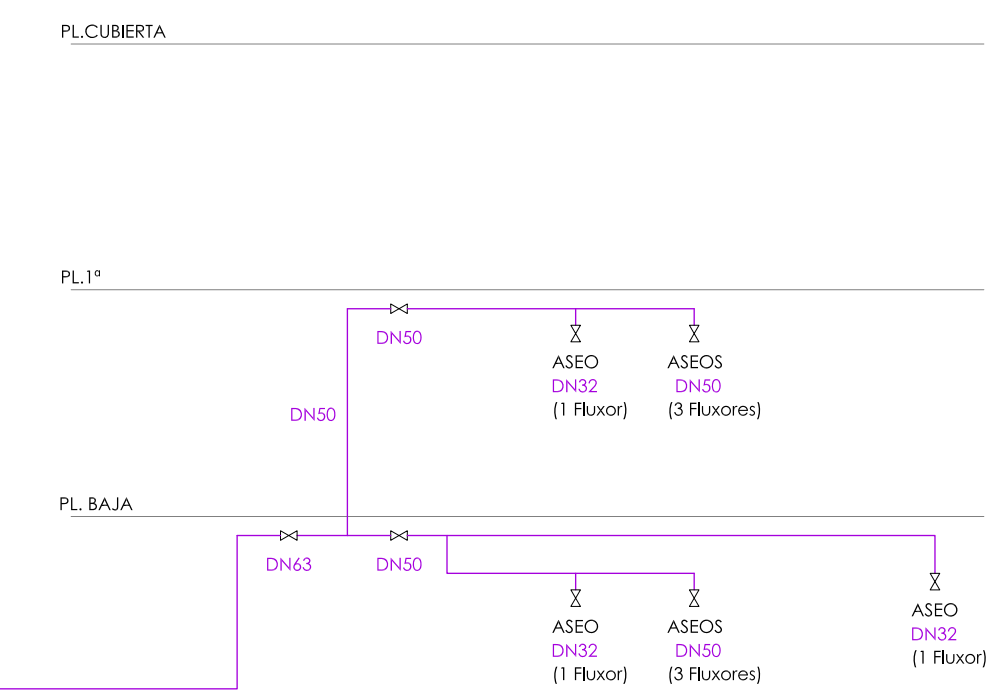 PL.CUBIERTA
PL.1ª
DN50
ASEO
DN32
(1 Fluxor)
ASEOS
DN50
(3 Fluxores)
DN50
PL. BAJA
DN63
DN50
ASEO
DN32
(1 Fluxor)
ASEOS
DN50
(3 Fluxores)
ASEO
DN32
(1 Fluxor)